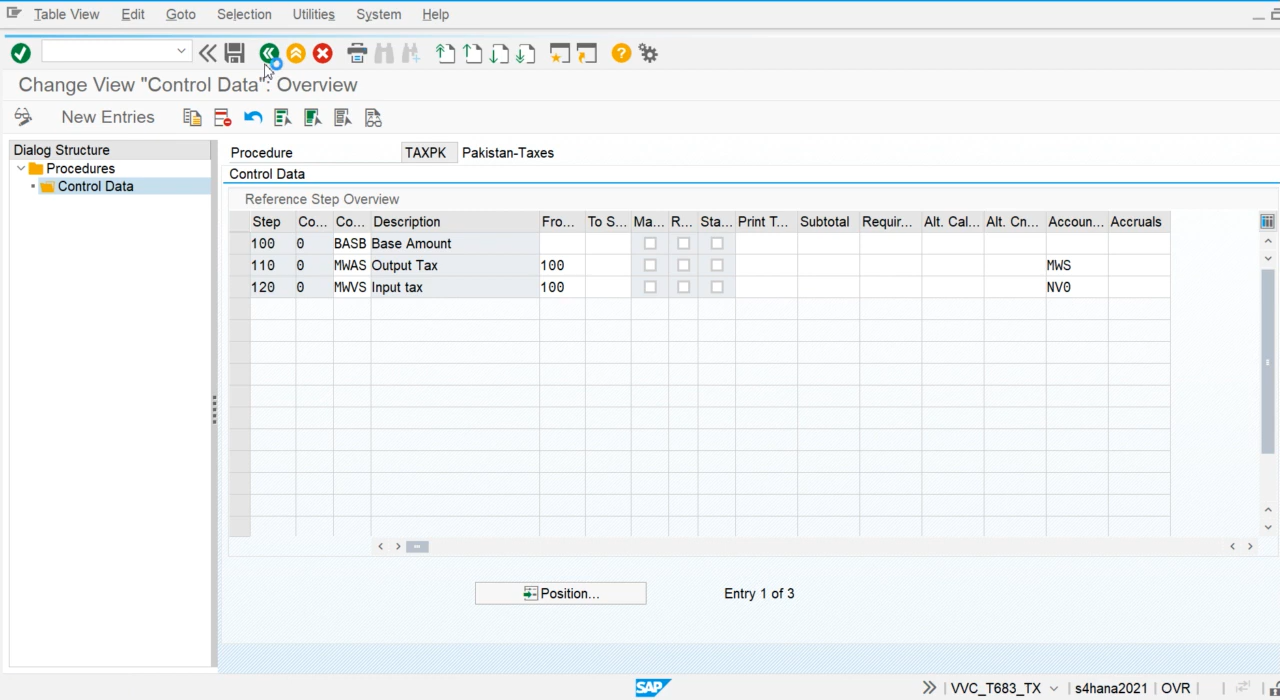 Table View Edit Goto Selection Utilities System Help
Change View "Control Data": Overview
New Entries
Dialog Structure
Procedures
Control Data
Procedure TAXPK Pakistan-Taxes
Control Data
Reference Step Overview
Step Co... Co... Description Fro... To S... Ma... R... Sta... Print T... Subtotal Requir... Alt. Cal... Alt. Cn... Accoun... Accruals
100 0 BASB Base Amount
110 0 MWAS Output Tax 100 MWS
120 0 MWVS Input tax 100 NV0
Position... Entry 1 of 3
SAP VVC_T683_TX s4hana2021 OVR